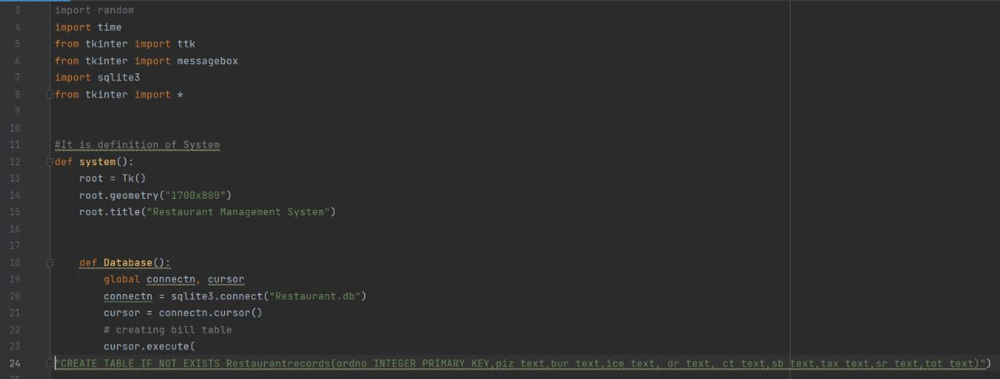 3 import random
4 import time
5 from tkinter import ttk
6 from tkinter import messagebox
7 import sqlite3
8 from tkinter import *
9
10
11 #It is definition of System
12 def system():
13 root = Tk()
14 root.geometry("1700x800")
15 root.title("Restaurant Management System")
16
17
18 def Database():
19 global connectn, cursor
20 connectn = sqlite3.connect("Restaurant.db")
21 cursor = connectn.cursor()
22 # creating bill table
23 cursor.execute(
24 "CREATE TABLE IF NOT EXISTS Restaurantrecords(ordno INTEGER PRIMARY KEY,piz text,bur text,ice text, dr text, ct text,sb text,tax text,sr text,tot text)")